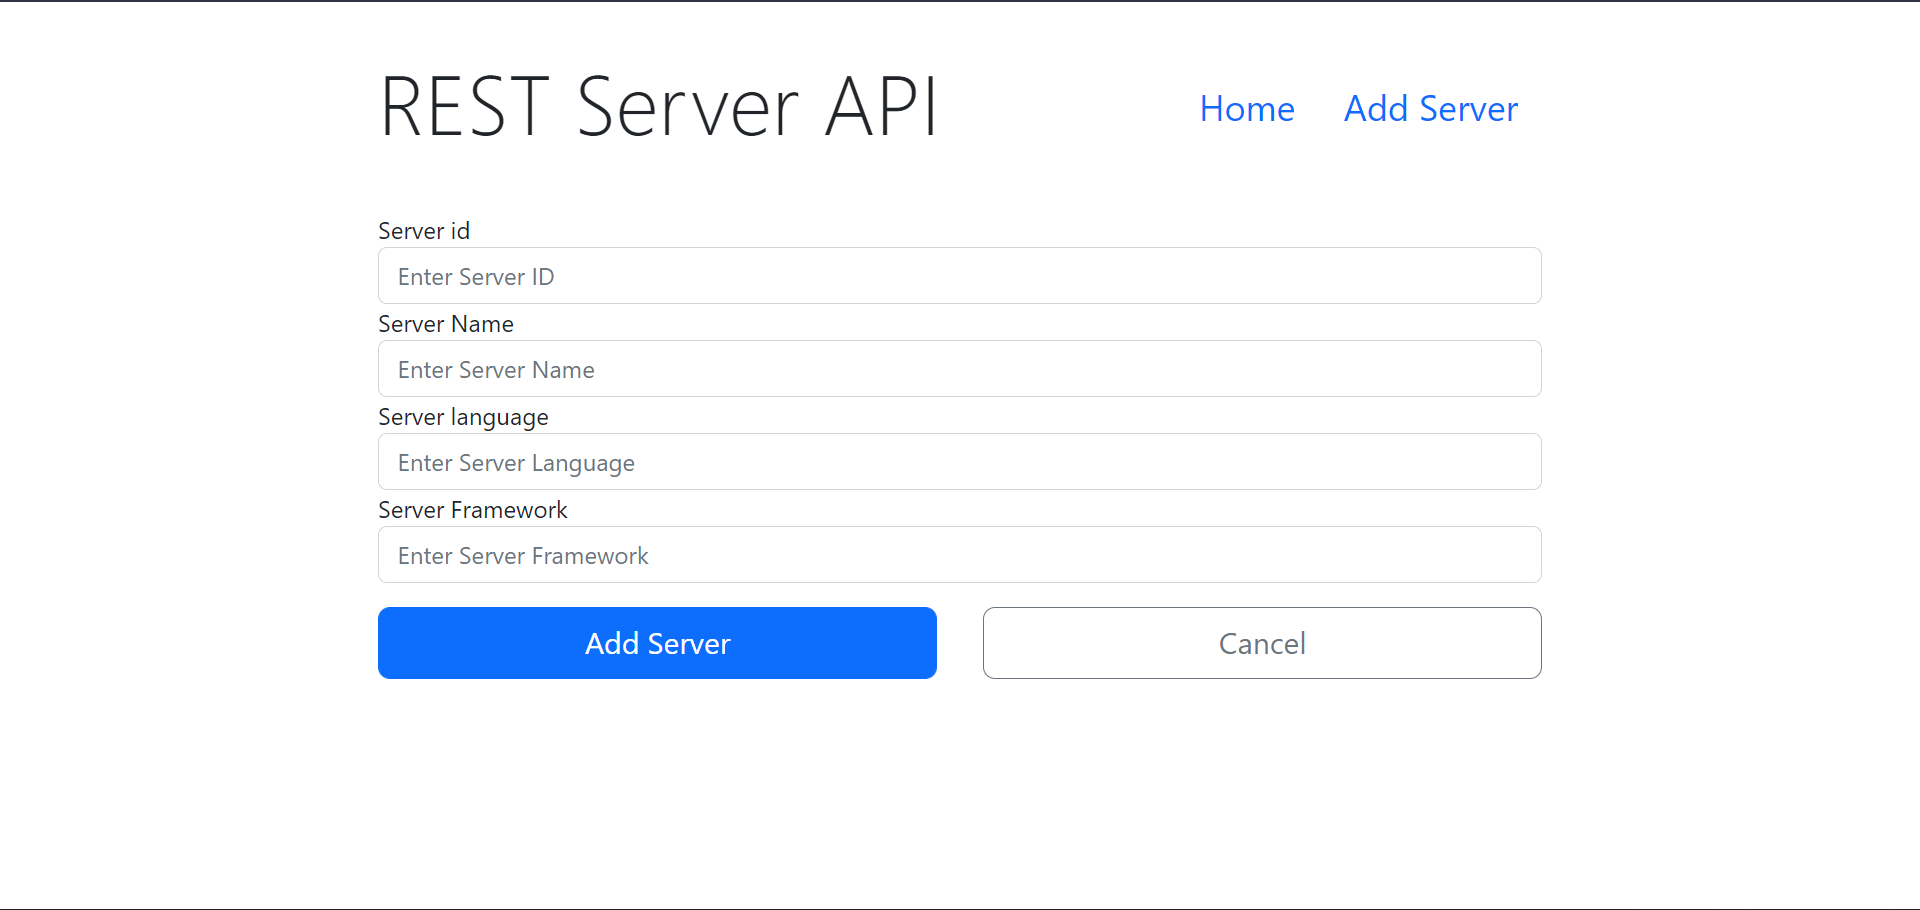 REST Server API
Home Add Server
Server id
Enter Server ID
Server Name
Enter Server Name
Server language
Enter Server Language
Server Framework
Enter Server Framework
Add Server Cancel